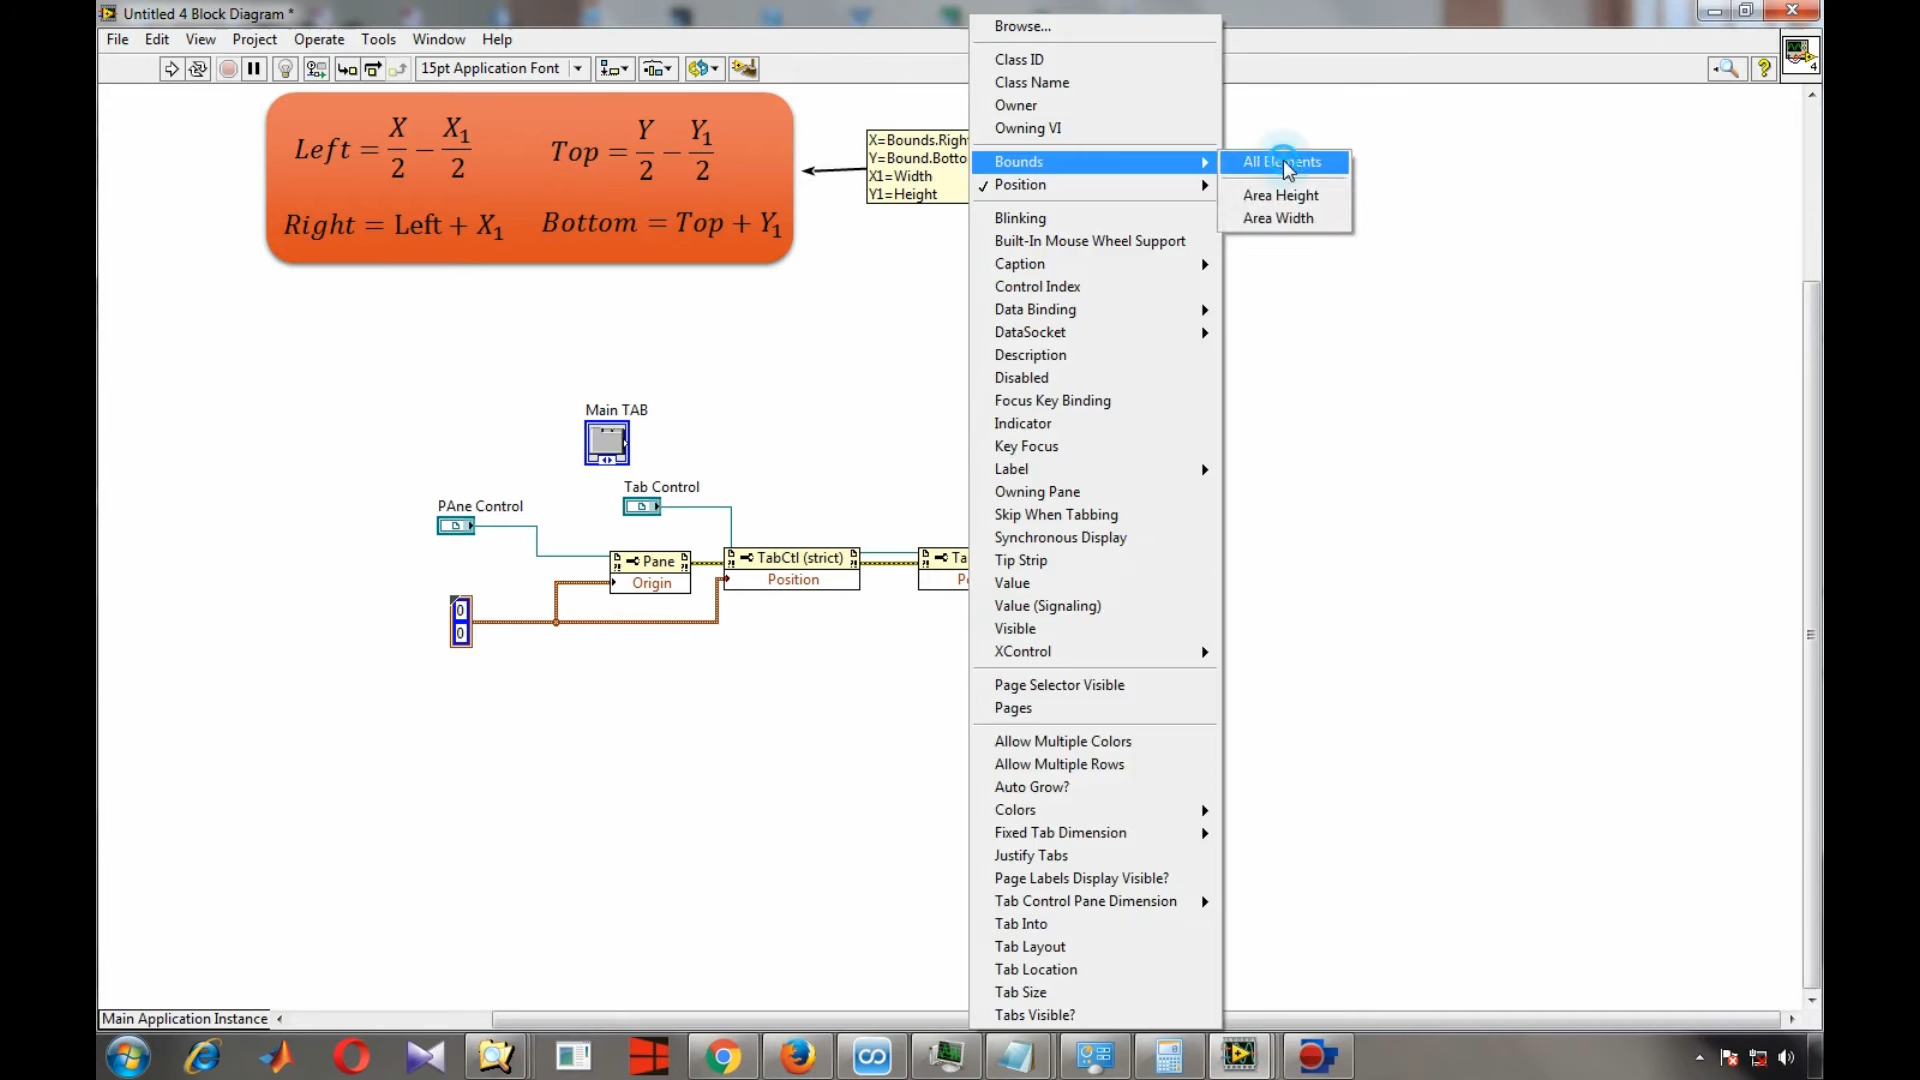 Untitled 4 Block Diagram *
File Edit View Project Operate Tools Window Help
15pt Application Font
4
Left = X/2 − X₁/2
Top = Y/2 − Y₁/2
Right = Left + X₁
Bottom = Top + Y₁
X=Bounds.Right
Y=Bound.Botto
X1=Width
Y1=Height
Main TAB
Tab Control
PAne Control
Pane
Origin
TabCtl (strict)
Position
Ta
P
0
0
Browse...
Class ID
Class Name
Owner
Owning VI
Bounds
Position
Blinking
Built-In Mouse Wheel Support
Caption
Control Index
Data Binding
DataSocket
Description
Disabled
Focus Key Binding
Indicator
Key Focus
Label
Owning Pane
Skip When Tabbing
Synchronous Display
Tip Strip
Value
Value (Signaling)
Visible
XControl
Page Selector Visible
Pages
Allow Multiple Colors
Allow Multiple Rows
Auto Grow?
Colors
Fixed Tab Dimension
Justify Tabs
Page Labels Display Visible?
Tab Control Pane Dimension
Tab Into
Tab Layout
Tab Location
Tab Size
Tabs Visible?
All Elements
Area Height
Area Width
Main Application Instance